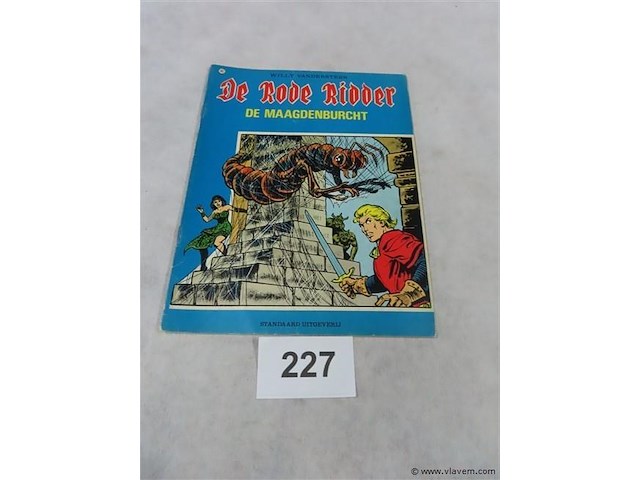 WILLY VANDERSTEEN
De Rode Ridder
DE MAAGDENBURCHT
STANDAARD UITGEVERIJ
227
© www.vlavem.com